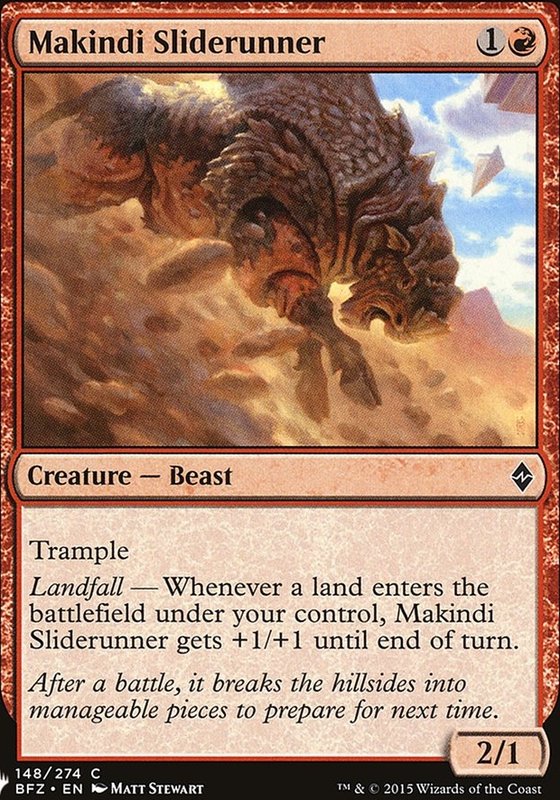 Makindi Sliderunner 1
Creature — Beast
Trample
Landfall — Whenever a land enters the
battlefield under your control, Makindi
Sliderunner gets +1/+1 until end of turn.
After a battle, it breaks the hillsides into
manageable pieces to prepare for next time.
2/1
148/274 C
BFZ • EN MATT STEWART
™ & © 2015 Wizards of the Coast